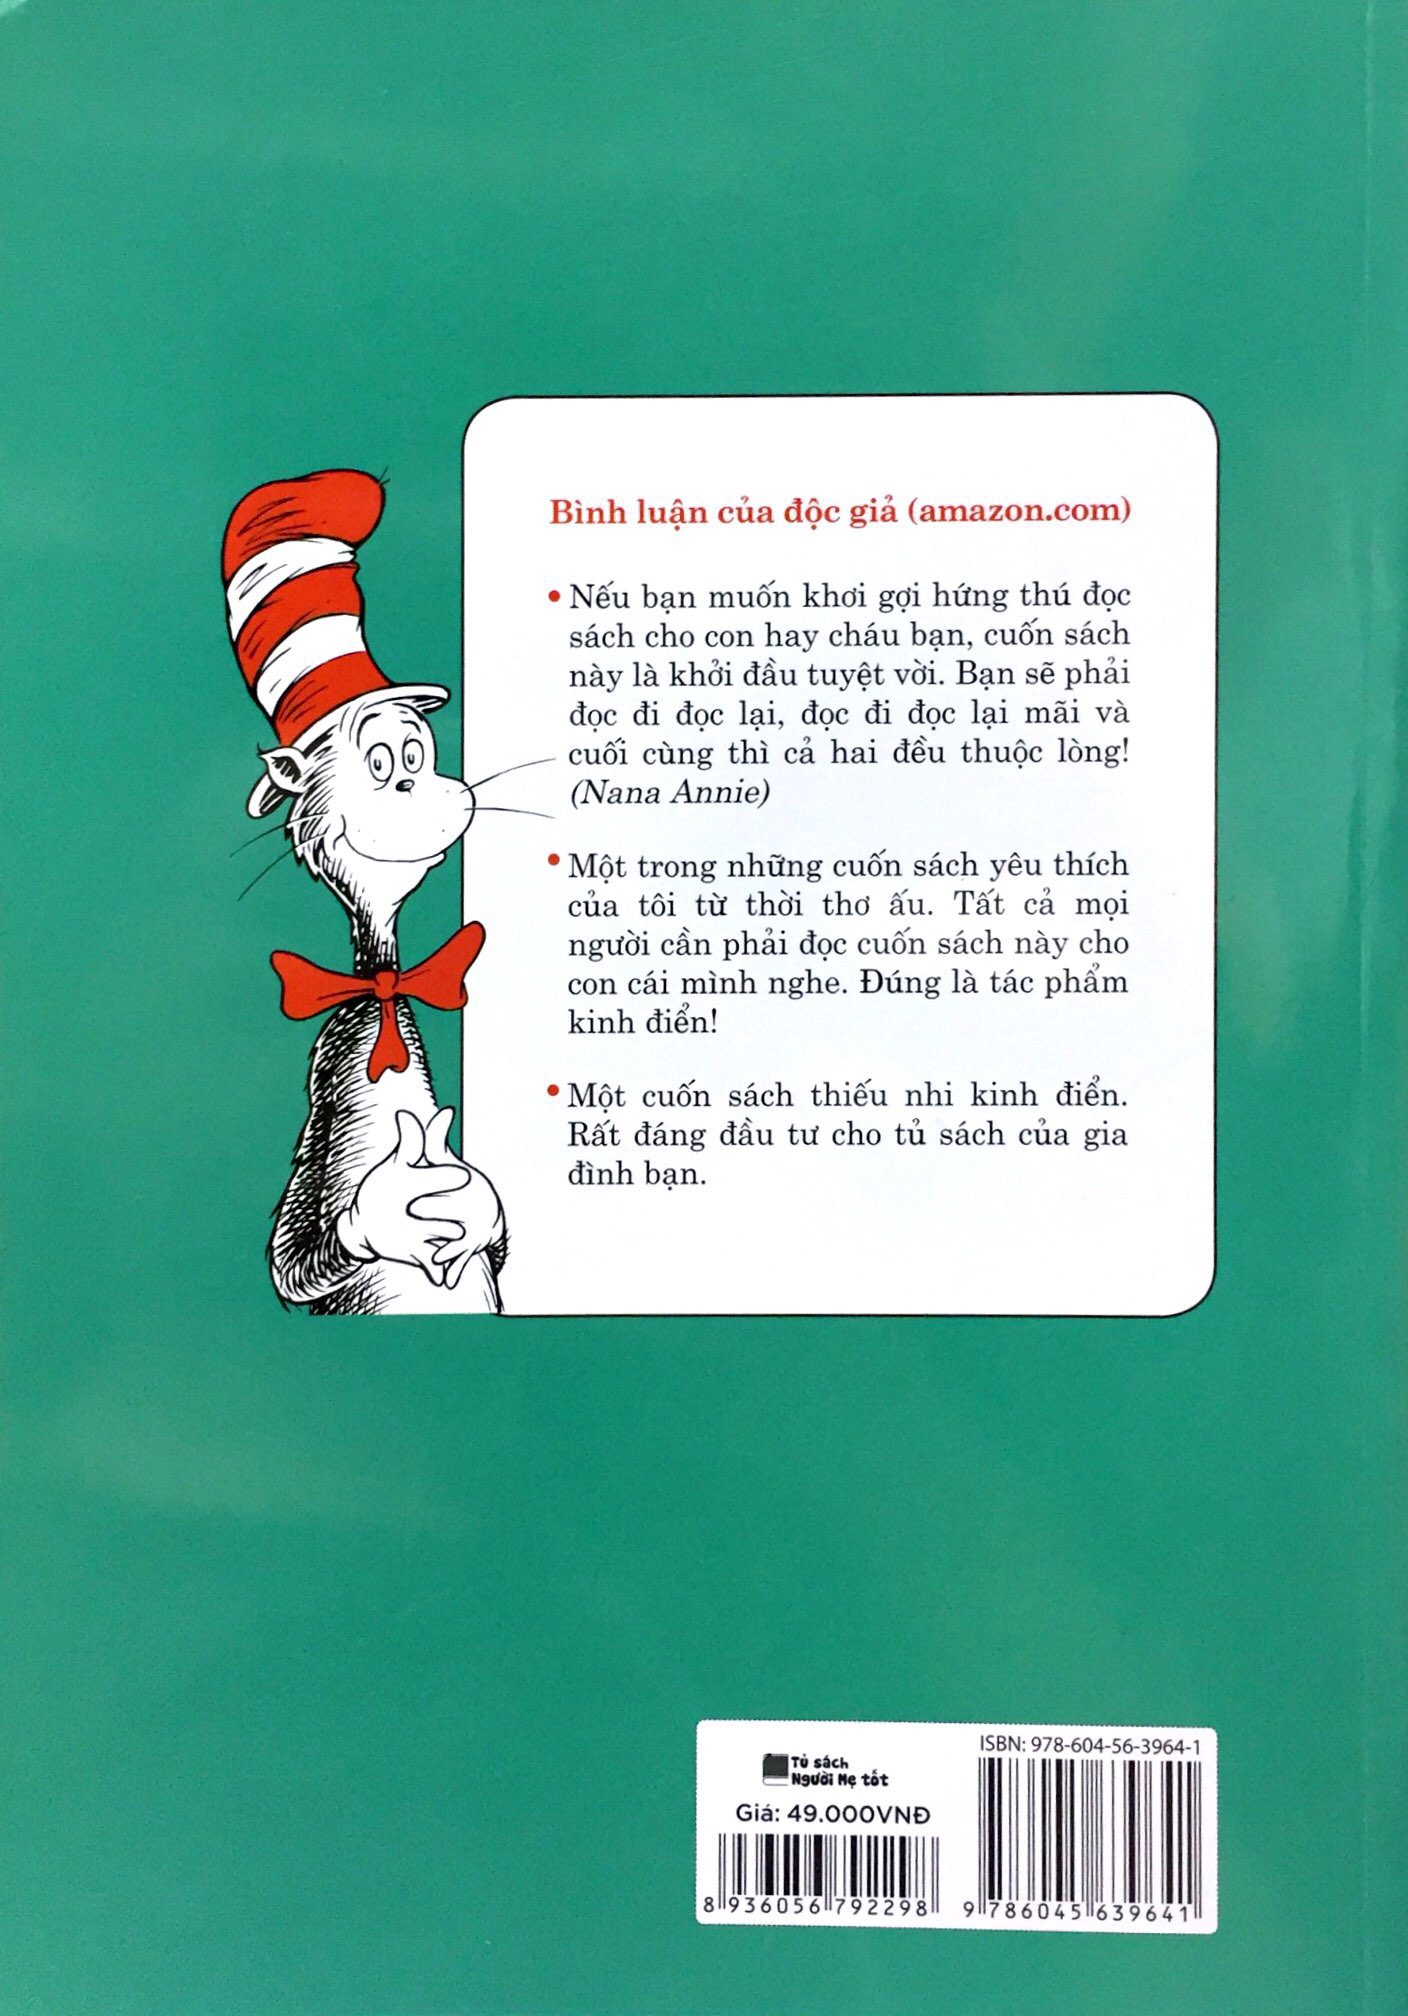 Bình luận của độc giả (amazon.com)
• Nếu bạn muốn khơi gợi hứng thú đọc
sách cho con hay cháu bạn, cuốn sách
này là khởi đầu tuyệt vời. Bạn sẽ phải
đọc đi đọc lại, đọc đi đọc lại mãi và
cuối cùng thì cả hai đều thuộc lòng!
(Nana Annie)
• Một trong những cuốn sách yêu thích
của tôi từ thời thơ ấu. Tất cả mọi
người cần phải đọc cuốn sách này cho
con cái mình nghe. Đúng là tác phẩm
kinh điển!
• Một cuốn sách thiếu nhi kinh điển.
Rất đáng đầu tư cho tủ sách của gia
đình bạn.
Tủ sách
Người Mẹ tốt
Giá: 49.000VNĐ
8 936056 792298
ISBN: 978-604-56-3964-1
9 786045 639641